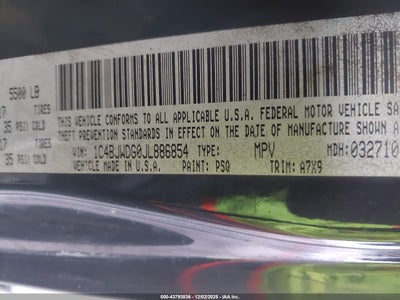 5500 LB
TIRES
35 PSI COLD
TIRES
35 PSI COLD
THIS VEHICLE CONFORMS TO ALL APPLICABLE U.S.A. FEDERAL MOTOR VEHICLE SA
THEFT PREVENTION STANDARDS IN EFFECT ON THE DATE OF MANUFACTURE SHOWN A
VIN: 1C4BJWDG0JL886854 TYPE: MPV MDH: 032710
VEHICLE MADE IN U.S.A. PAINT: PSQ TRIM: A7X9
000-43793036 - 12/02/2025 - IAA Inc.